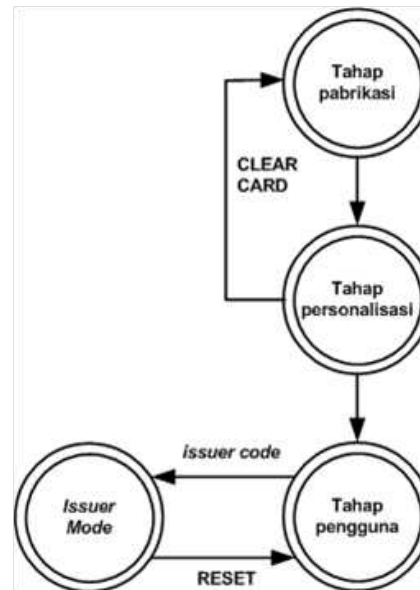 Tahap
pabrikasi
CLEAR
CARD
Tahap
personalisasi
issuer code
Issuer
Mode
Tahap
pengguna
RESET